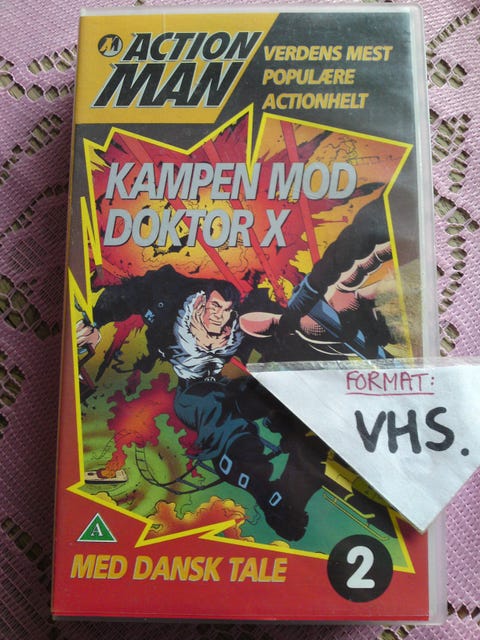 ACTION
MAN
VERDENS MEST
POPULÆRE
ACTIONHELT
KAMPEN MOD
DOKTOR X
FORMAT:
VHS.
A
MED DANSK TALE
2